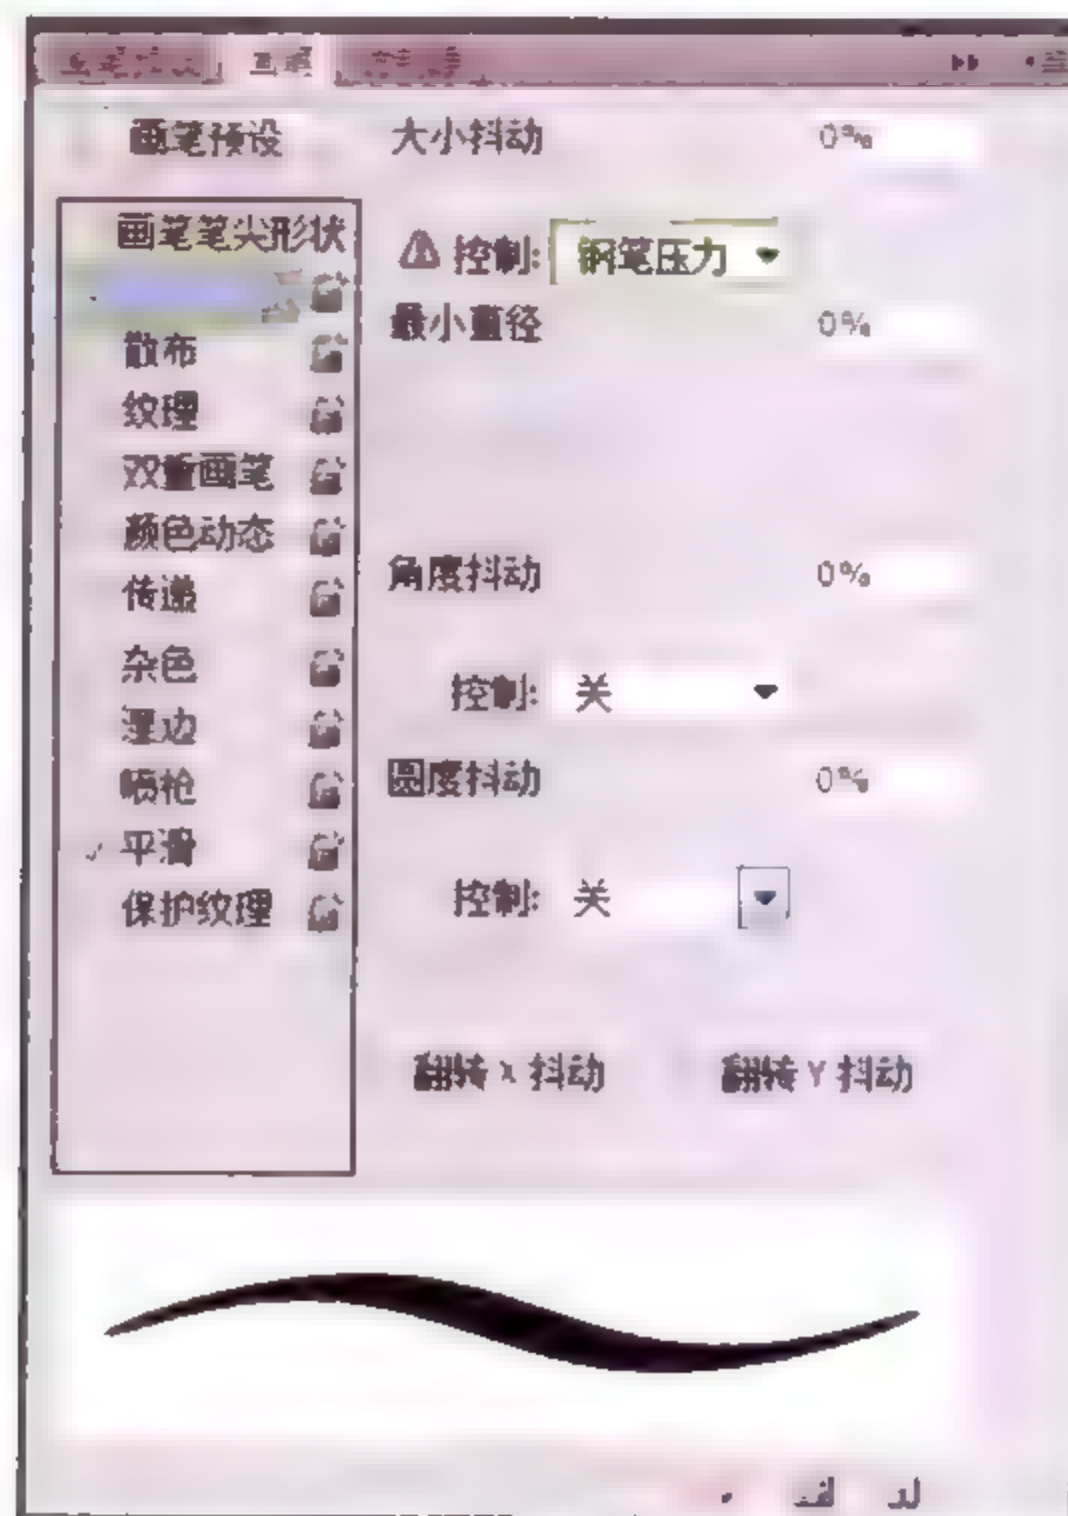 画笔
画笔预设
大小抖动 0%
画笔笔尖形状
控制: 钢笔压力
最小直径 0%
散布
纹理
双重画笔
颜色动态
传递
杂色
湿边
喷枪
平滑
保护纹理
角度抖动 0%
控制: 关
圆度抖动 0%
控制: 关
翻转 X 抖动
翻转 Y 抖动